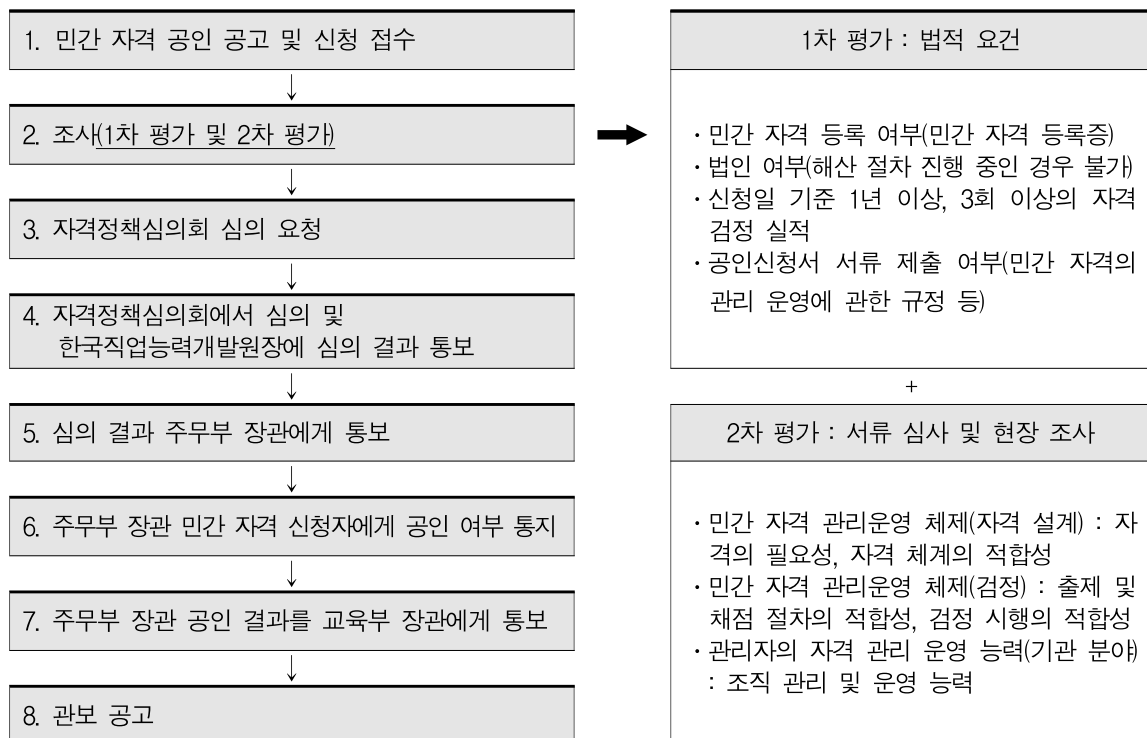 1. 민간 자격 공인 공고 및 신청 접수
↓
2. 조사(1차 평가 및 2차 평가)
↓
3. 자격정책심의회 심의 요청
↓
4. 자격정책심의회에서 심의 및
한국직업능력개발원장에 심의 결과 통보
↓
5. 심의 결과 주무부 장관에게 통보
↓
6. 주무부 장관 민간 자격 신청자에게 공인 여부 통지
↓
7. 주무부 장관 공인 결과를 교육부 장관에게 통보
↓
8. 관보 공고
➡
1차 평가 : 법적 요건
· 민간 자격 등록 여부(민간 자격 등록증)
· 법인 여부(해산 절차 진행 중인 경우 불가)
· 신청일 기준 1년 이상, 3회 이상의 자격
검정 실적
· 공인신청서 서류 제출 여부(민간 자격의
관리 운영에 관한 규정 등)
+
2차 평가 : 서류 심사 및 현장 조사
· 민간 자격 관리운영 체제(자격 설계) : 자
격의 필요성, 자격 체계의 적합성
· 민간 자격 관리운영 체제(검정) : 출제 및
채점 절차의 적합성, 검정 시행의 적합성
· 관리자의 자격 관리 운영 능력(기관 분야)
: 조직 관리 및 운영 능력